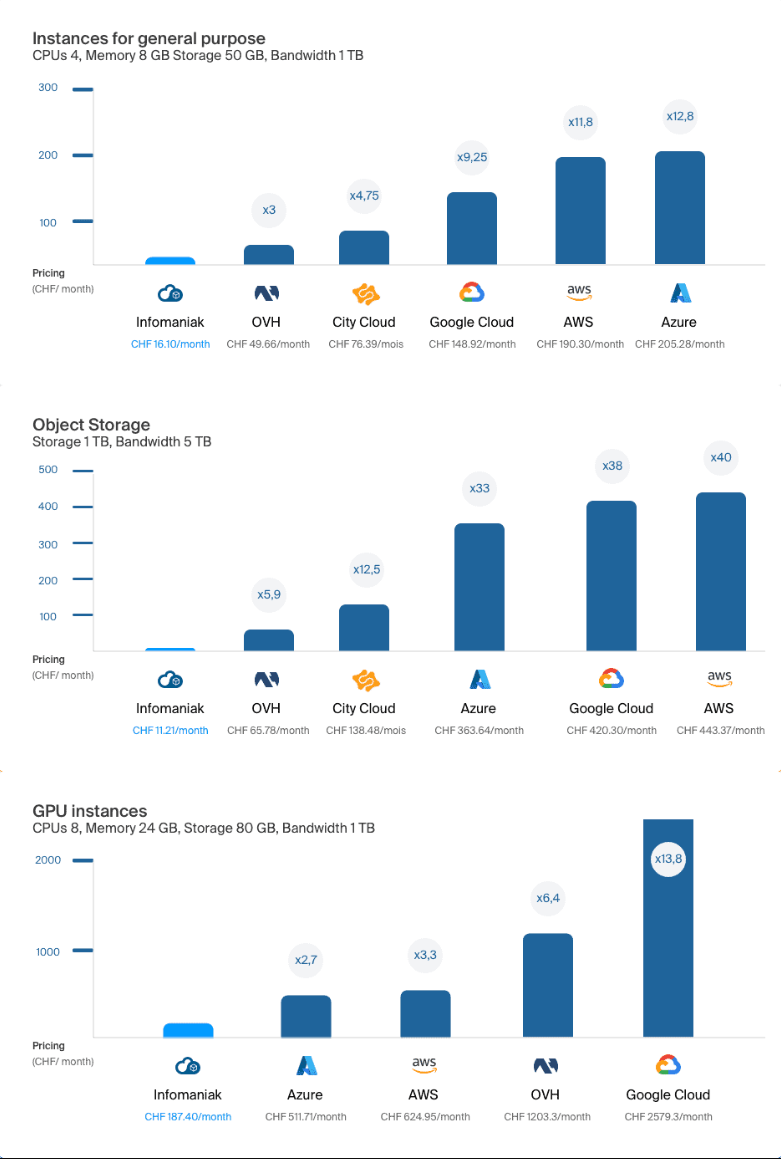 Instances for general purpose
CPUs 4, Memory 8 GB Storage 50 GB, Bandwidth 1 TB
300
200
100
x3
x4,75
x9,25
x11,8
x12,8
Pricing
(CHF/ month)
aws
Infomaniak
OVH
City Cloud
Google Cloud
AWS
Azure
CHF 16.10/month
CHF 49.66/month
CHF 76.39/mois
CHF 148.92/month
CHF 190.30/month
CHF 205.28/month
Object Storage
Storage 1 TB, Bandwidth 5 TB
500
400
300
200
100
x5,9
x12,5
x33
x38
x40
Pricing
(CHF/ month)
aws
Infomaniak
OVH
City Cloud
Azure
Google Cloud
AWS
CHF 11.21/month
CHF 65.78/month
CHF 138.48/mois
CHF 363.64/month
CHF 420.30/month
CHF 443.37/month
GPU instances
CPUs 8, Memory 24 GB, Storage 80 GB, Bandwidth 1 TB
2000
1000
x2,7
x3,3
x6,4
x13,8
Pricing
(CHF/ month)
aws
Infomaniak
Azure
AWS
OVH
Google Cloud
CHF 187.40/month
CHF 511.71/month
CHF 624.95/month
CHF 1203.3/month
CHF 2579.3/month